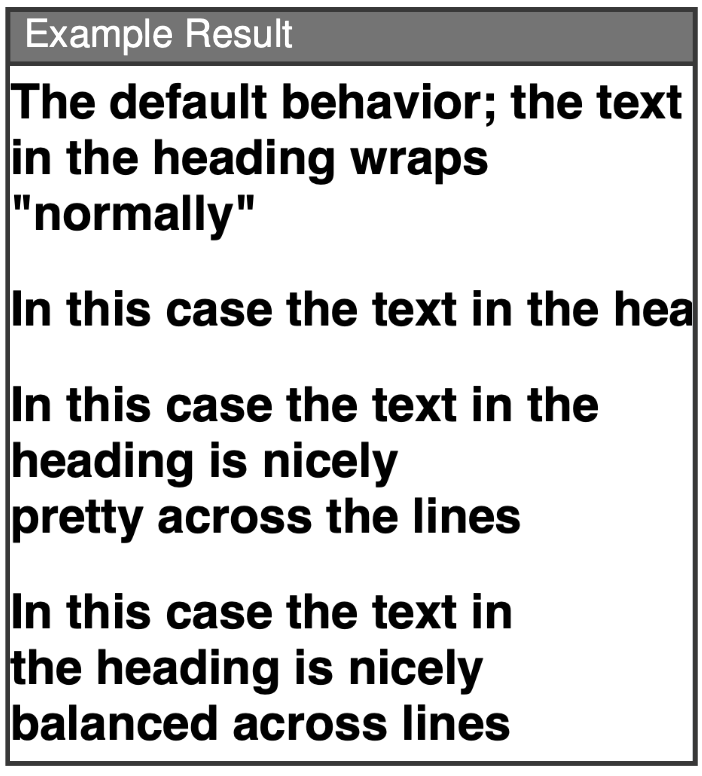 Example Result
The default behavior; the text
in the heading wraps
"normally"
In this case the text in the hea
In this case the text in the
heading is nicely
pretty across the lines
In this case the text in
the heading is nicely
balanced across lines